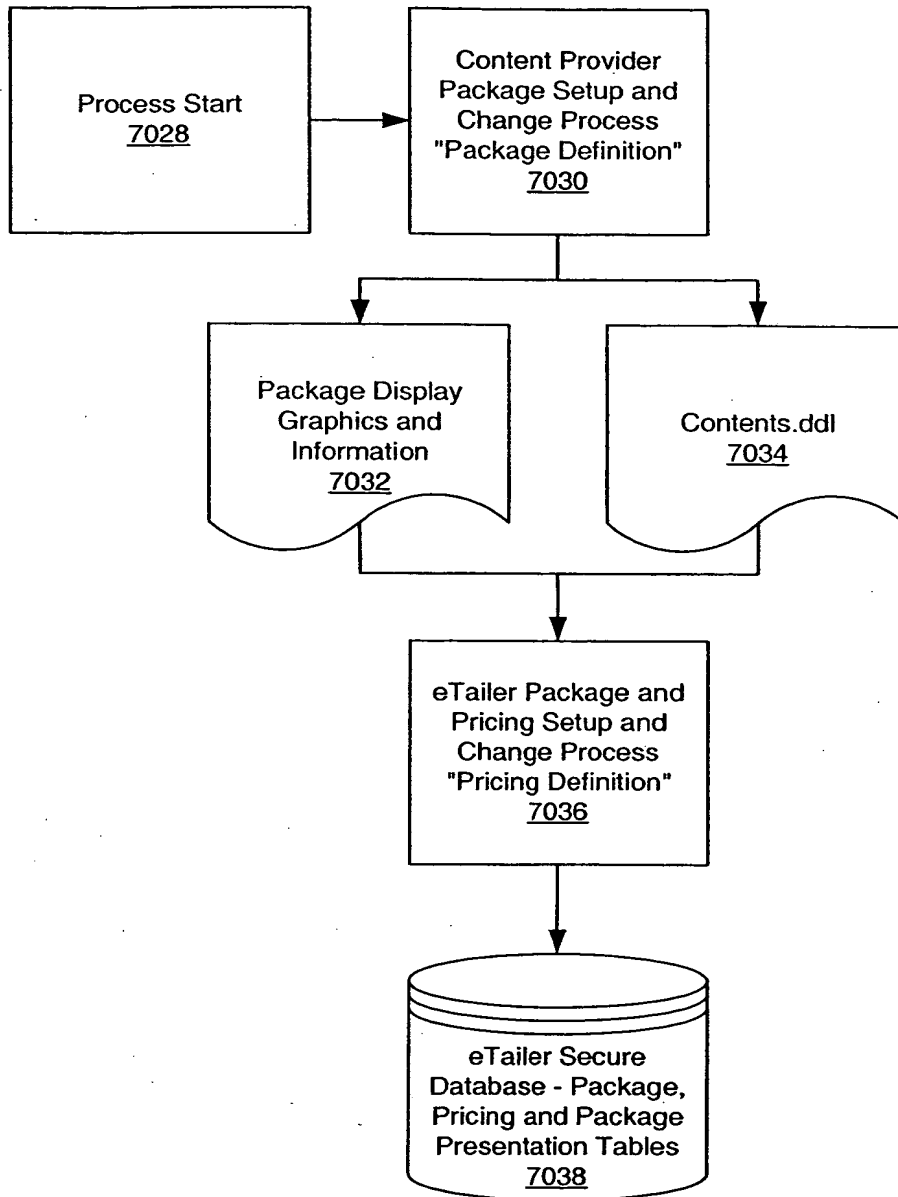 Process Start
7028
Content Provider
Package Setup and
Change Process
"Package Definition"
7030
Package Display
Graphics and
Information
7032
Contents.ddl
7034
eTailer Package and
Pricing Setup and
Change Process
"Pricing Definition"
7036
eTailer Secure
Database - Package,
Pricing and Package
Presentation Tables
7038